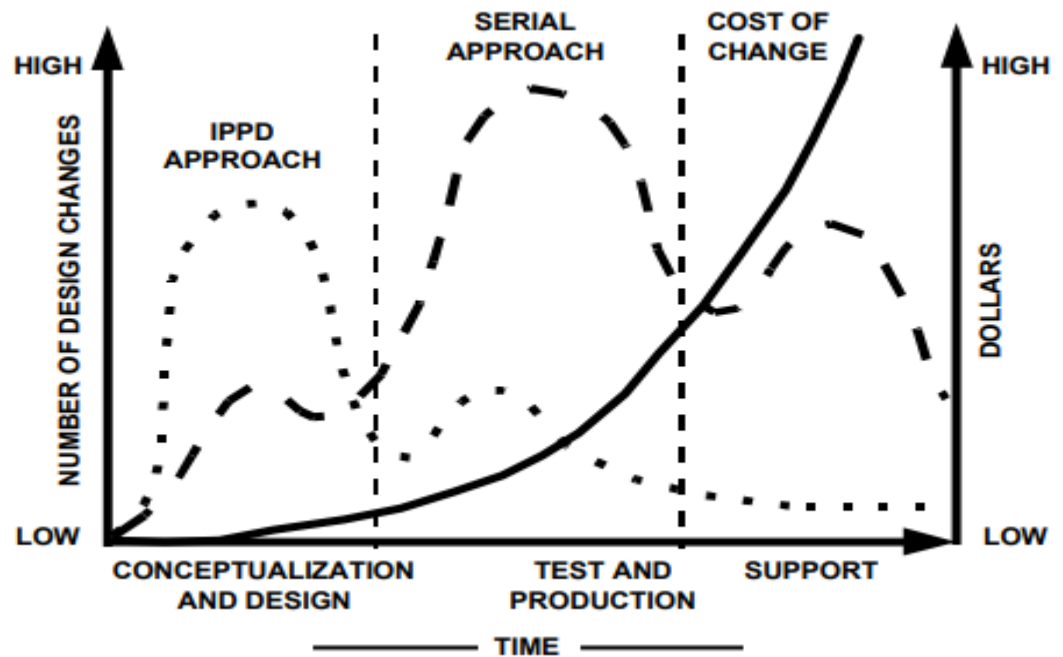 SERIAL
APPROACH
COST OF
CHANGE
HIGH
HIGH
IPPD
APPROACH
NUMBER OF DESIGN CHANGES
DOLLARS
LOW
LOW
CONCEPTUALIZATION
AND DESIGN
TEST AND
PRODUCTION
SUPPORT
TIME